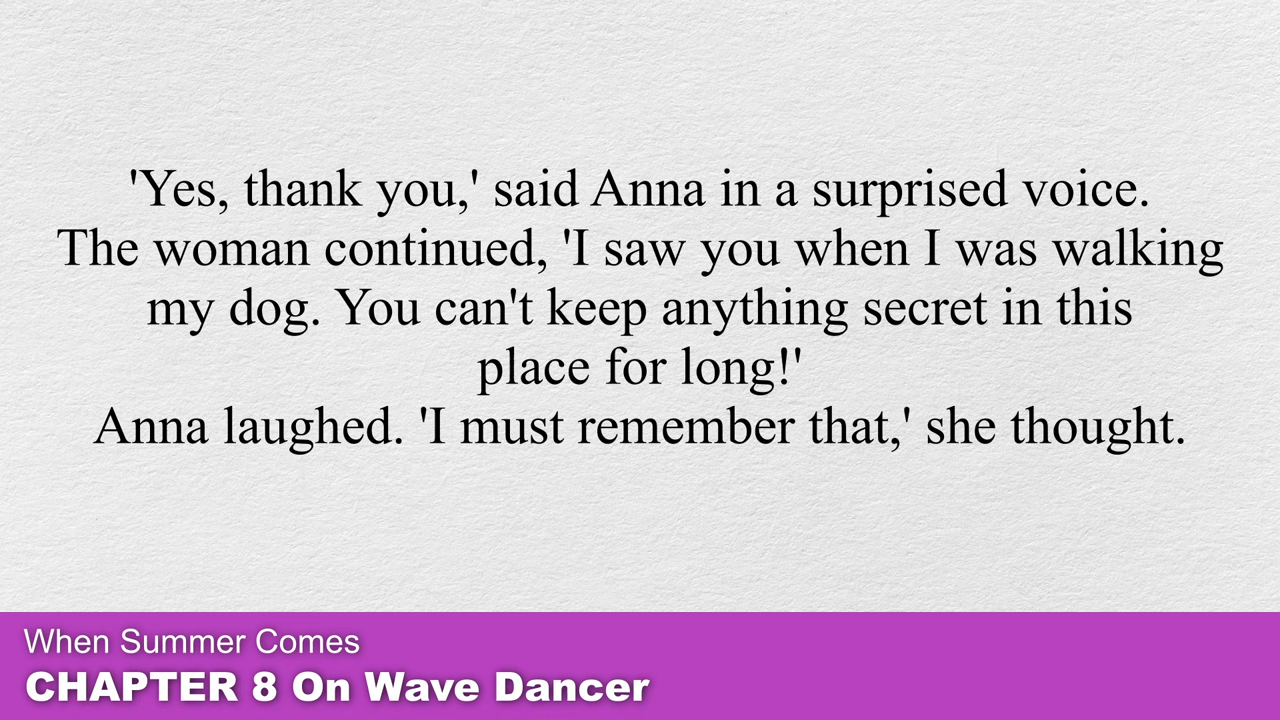 'Yes, thank you,' said Anna in a surprised voice.
The woman continued, 'I saw you when I was walking
my dog. You can't keep anything secret in this
place for long!'
Anna laughed. 'I must remember that,' she thought.
When Summer Comes
CHAPTER 8 On Wave Dancer